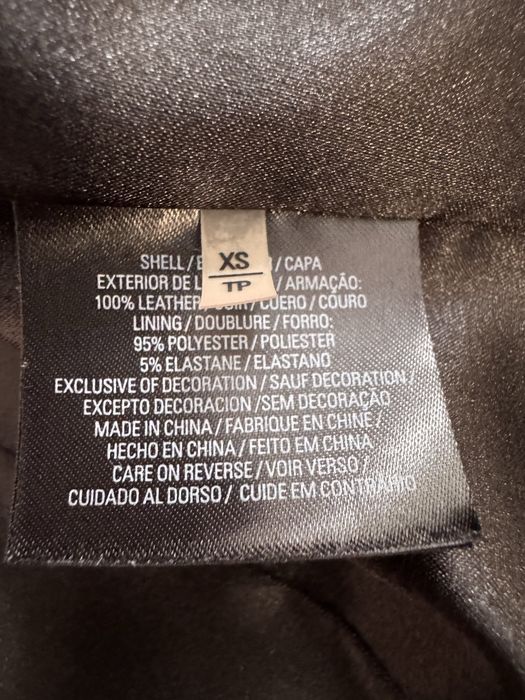 XS
TP
SHELL / / CAPA
EXTERIOR DE / ARMAÇÃO:
100% LEATHER / CUERO / COURO
LINING / DOUBLURE / FORRO:
95% POLYESTER / POLIESTER
5% ELASTANE / ELASTANO
EXCLUSIVE OF DECORATION / SAUF DECORATION /
EXCEPTO DECORACION / SEM DECORAÇÃO
MADE IN CHINA / FABRIQUE EN CHINE /
HECHO EN CHINA / FEITO EM CHINA
CARE ON REVERSE / VOIR VERSO /
CUIDADO AL DORSO / CUIDE EM CONTRARIO